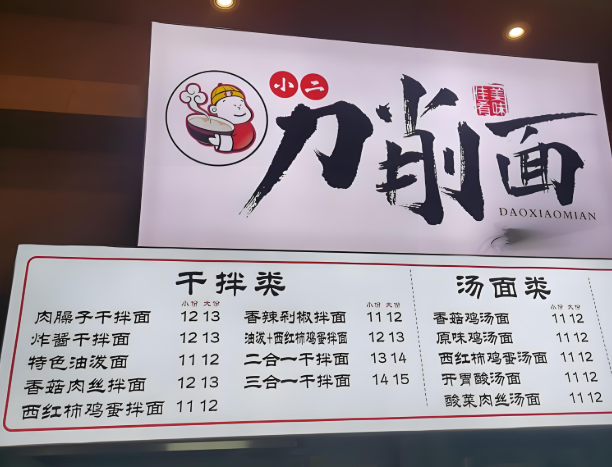 小二
刀削面
美味
佳肴
DAOXIAOMIAN
干拌类
小份 大份
肉臊子干拌面 12 13
炸酱干拌面 12 13
特色油泼面 11 12
香菇肉丝拌面 12 13
西红柿鸡蛋拌面 11 12
小份 大份
香辣剁椒拌面 11 12
油泼+西红柿鸡蛋拌面 12 13
二合一干拌面 13 14
三合一干拌面 14 15
汤面类
小份 大份
香菇鸡汤面 11 12
原味鸡汤面 11 12
西红柿鸡蛋汤面 11 12
开胃酸汤面 11 12
酸菜肉丝汤面 11 12